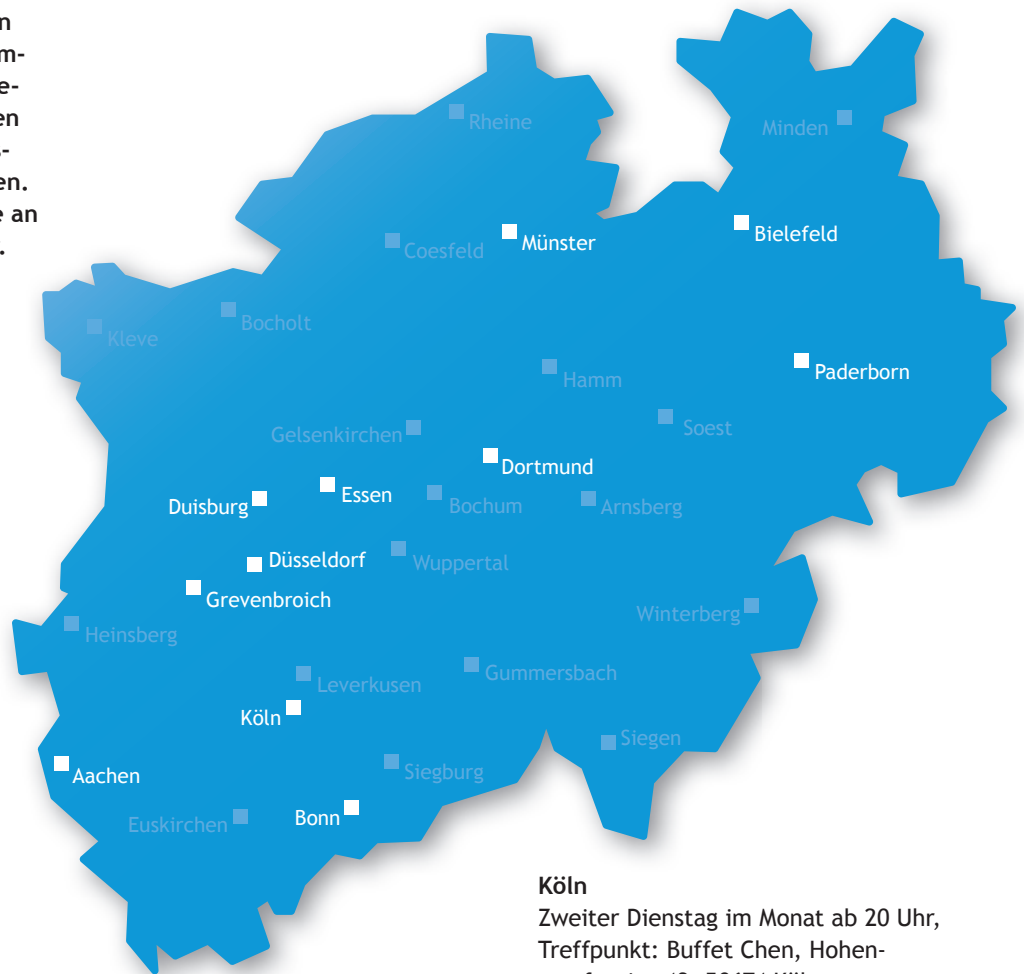 n
m-
e-
en
-
en.
e an
.
Rheine
Minden
Münster
Bielefeld
Coesfeld
Bocholt
Kleve
Paderborn
Hamm
Soest
Gelsenkirchen
Dortmund
Essen
Duisburg
Bochum
Arnsberg
Düsseldorf
Wuppertal
Grevenbroich
Winterberg
Heinsberg
Gummersbach
Leverkusen
Köln
Siegen
Aachen
Siegburg
Bonn
Euskirchen
Köln
Zweiter Dienstag im Monat ab 20 Uhr,
Treffpunkt: Buffet Chen, Hohen-